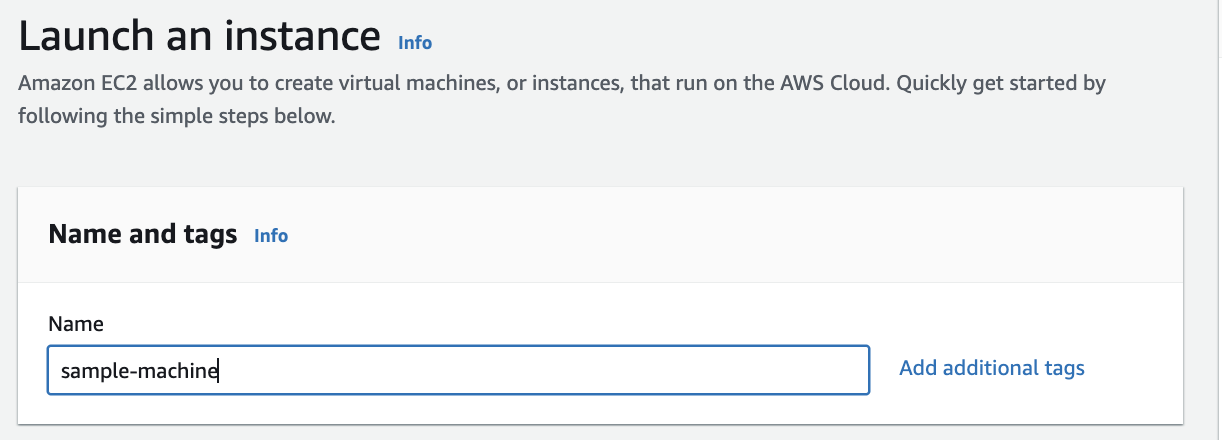 Launch an instance Info
Amazon EC2 allows you to create virtual machines, or instances, that run on the AWS Cloud. Quickly get started by
following the simple steps below.
Name and tags Info
Name
sample-machine
Add additional tags